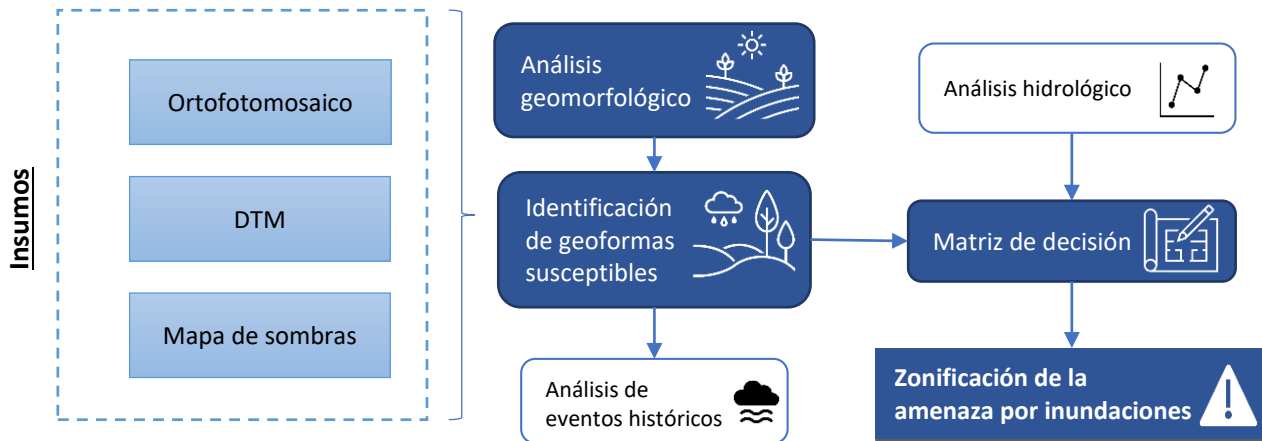 Insumos
Ortofotomosaico
DTM
Mapa de sombras
Análisis
geomorfológico
Identificación
de geoformas
susceptibles
Análisis de
eventos históricos
Análisis hidrológico
Matriz de decisión
Zonificación de la
amenaza por inundaciones